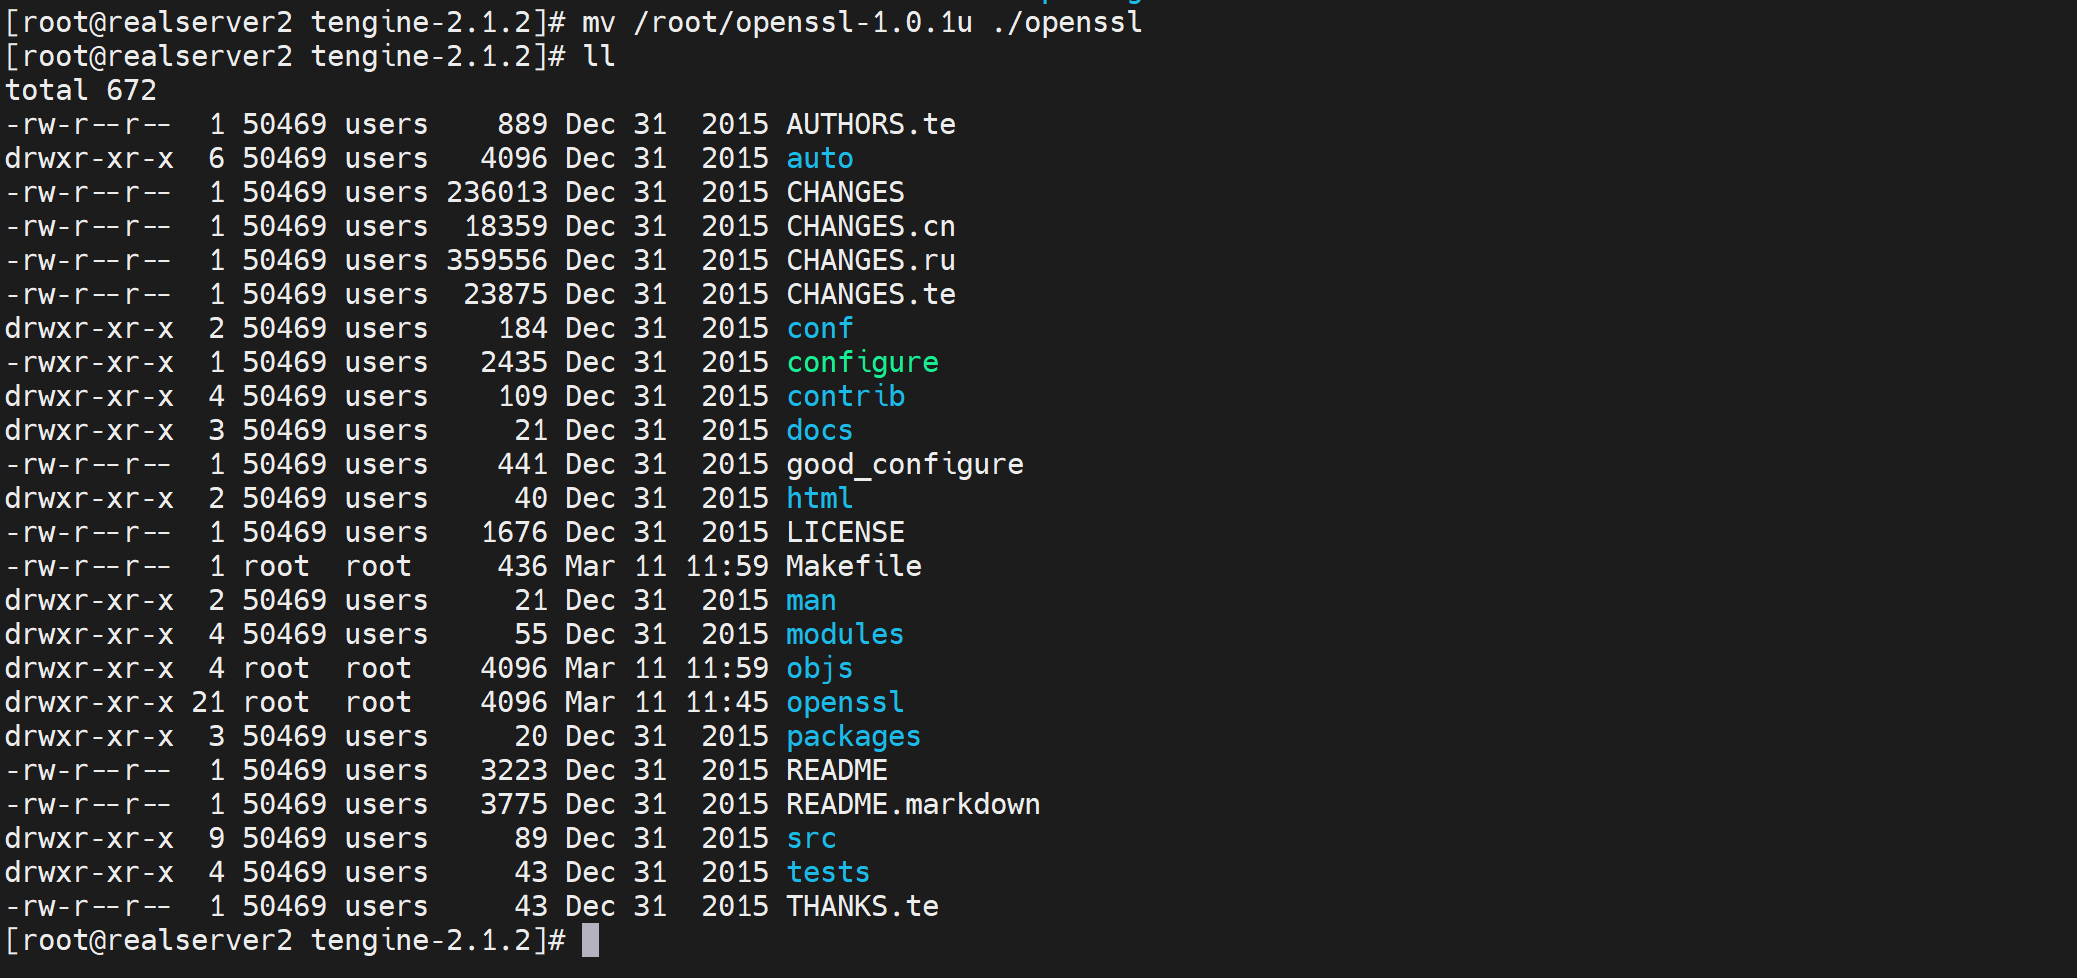 [root@realserver2 tengine-2.1.2]# mv /root/openssl-1.0.1u ./openssl
[root@realserver2 tengine-2.1.2]# ll
total 672
-rw-r--r--  1 50469 users    889 Dec 31  2015 AUTHORS.te
drwxr-xr-x  6 50469 users   4096 Dec 31  2015 auto
-rw-r--r--  1 50469 users 236013 Dec 31  2015 CHANGES
-rw-r--r--  1 50469 users  18359 Dec 31  2015 CHANGES.cn
-rw-r--r--  1 50469 users 359556 Dec 31  2015 CHANGES.ru
-rw-r--r--  1 50469 users  23875 Dec 31  2015 CHANGES.te
drwxr-xr-x  2 50469 users    184 Dec 31  2015 conf
-rwxr-xr-x  1 50469 users   2435 Dec 31  2015 configure
drwxr-xr-x  4 50469 users    109 Dec 31  2015 contrib
drwxr-xr-x  3 50469 users     21 Dec 31  2015 docs
-rw-r--r--  1 50469 users    441 Dec 31  2015 good_configure
drwxr-xr-x  2 50469 users     40 Dec 31  2015 html
-rw-r--r--  1 50469 users   1676 Dec 31  2015 LICENSE
-rw-r--r--  1 root  root     436 Mar 11 11:59 Makefile
drwxr-xr-x  2 50469 users     21 Dec 31  2015 man
drwxr-xr-x  4 50469 users     55 Dec 31  2015 modules
drwxr-xr-x  4 root  root    4096 Mar 11 11:59 objs
drwxr-xr-x 21 root  root    4096 Mar 11 11:45 openssl
drwxr-xr-x  3 50469 users     20 Dec 31  2015 packages
-rw-r--r--  1 50469 users   3223 Dec 31  2015 README
-rw-r--r--  1 50469 users   3775 Dec 31  2015 README.markdown
drwxr-xr-x  9 50469 users     89 Dec 31  2015 src
drwxr-xr-x  4 50469 users     43 Dec 31  2015 tests
-rw-r--r--  1 50469 users     43 Dec 31  2015 THANKS.te
[root@realserver2 tengine-2.1.2]#